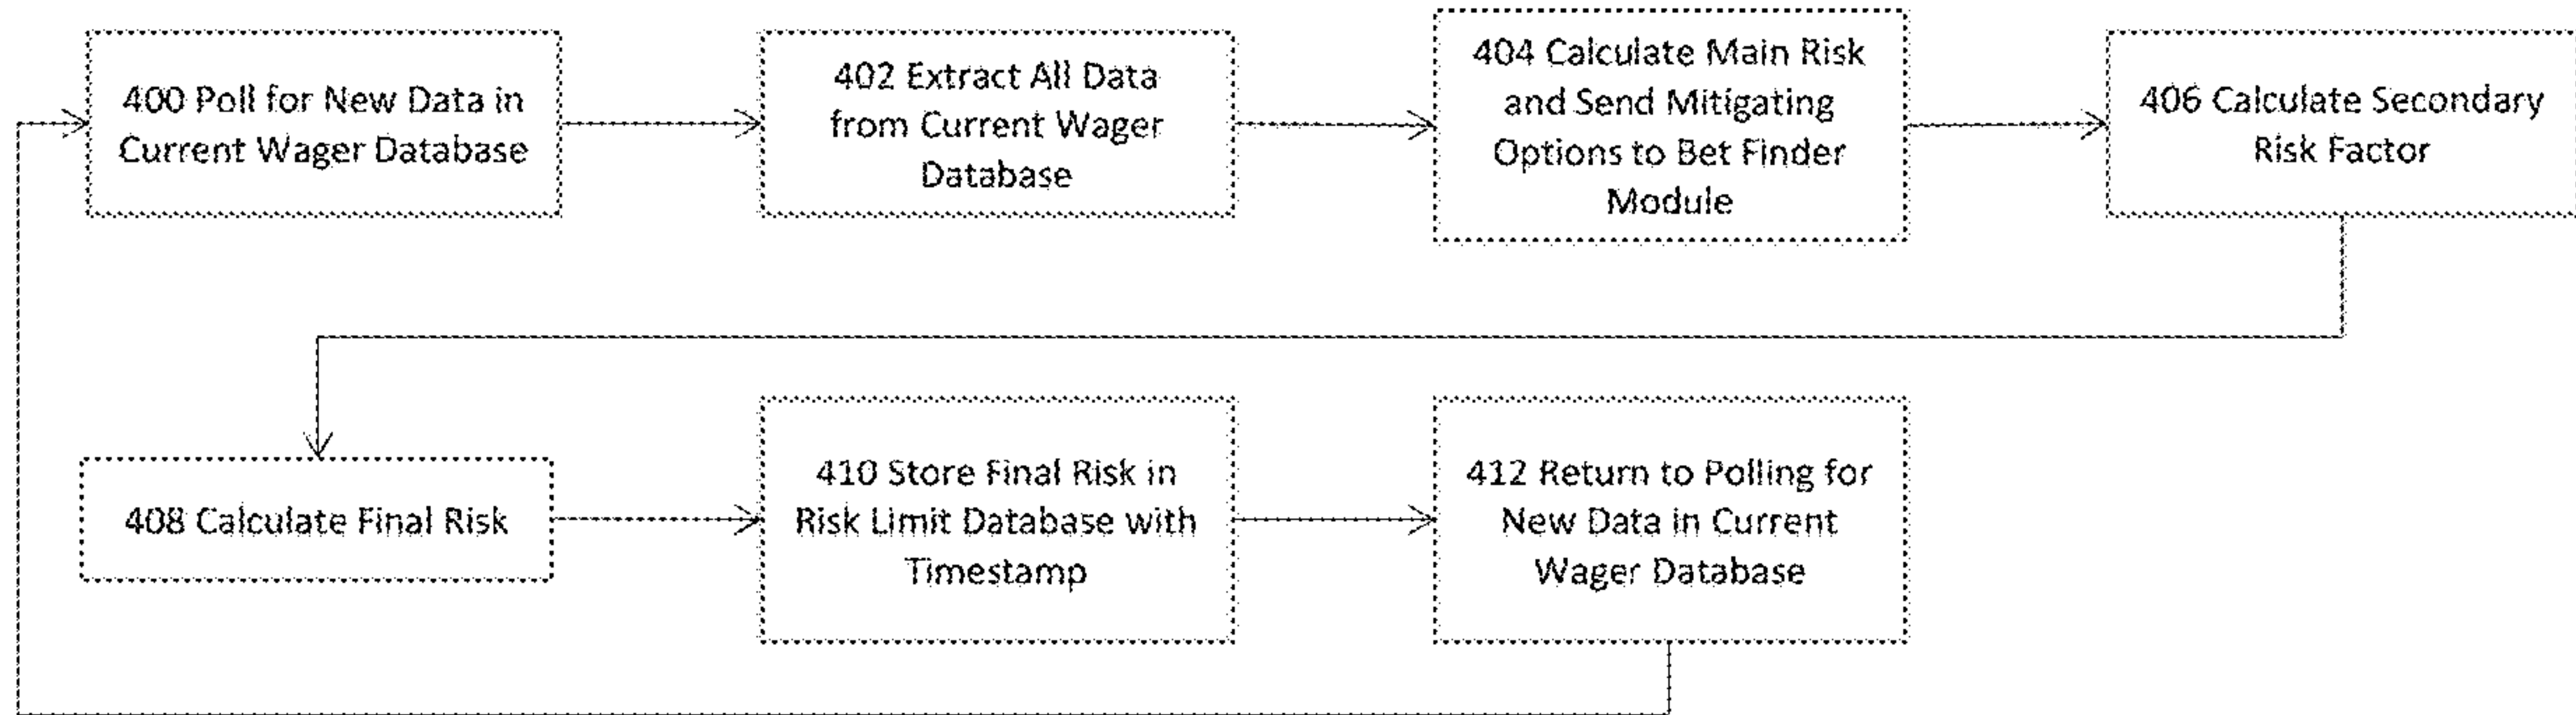 400 Poll for New Data in
Current Wager Database
402 Extract All Data
from Current Wager
Database
404 Calculate Main Risk
and Send Mitigating
Options to Bet Finder
Module
406 Calculate Secondary
Risk Factor
408 Calculate Final Risk
410 Store Final Risk in
Risk Limit Database with
Timestamp
412 Return to Polling for
New Data in Current
Wager Database